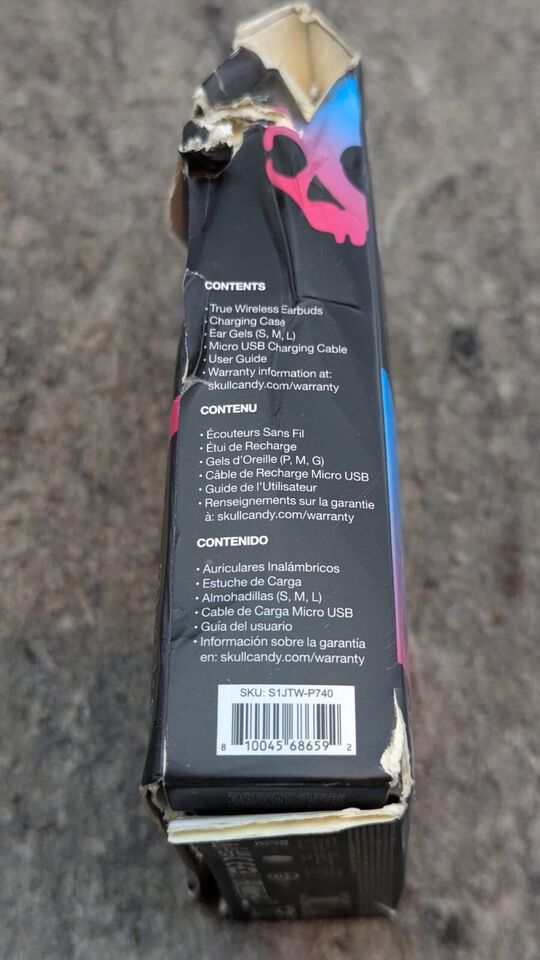 CONTENTS
• True Wireless Earbuds
• Charging Case
• Ear Gels (S, M, L)
• Micro USB Charging Cable
• User Guide
• Warranty information at:
skullcandy.com/warranty
CONTENU
• Écouteurs Sans Fil
• Étui de Recharge
• Gels d'Oreille (P, M, G)
• Câble de Recharge Micro USB
• Guide de l'Utilisateur
• Renseignements sur la garantie
à: skullcandy.com/warranty
CONTENIDO
• Auriculares Inalámbricos
• Estuche de Carga
• Almohadillas (S, M, L)
• Cable de Carga Micro USB
• Guía del usuario
• Información sobre la garantía
en: skullcandy.com/warranty
SKU: S1JTW-P740
8 10045 68659 2